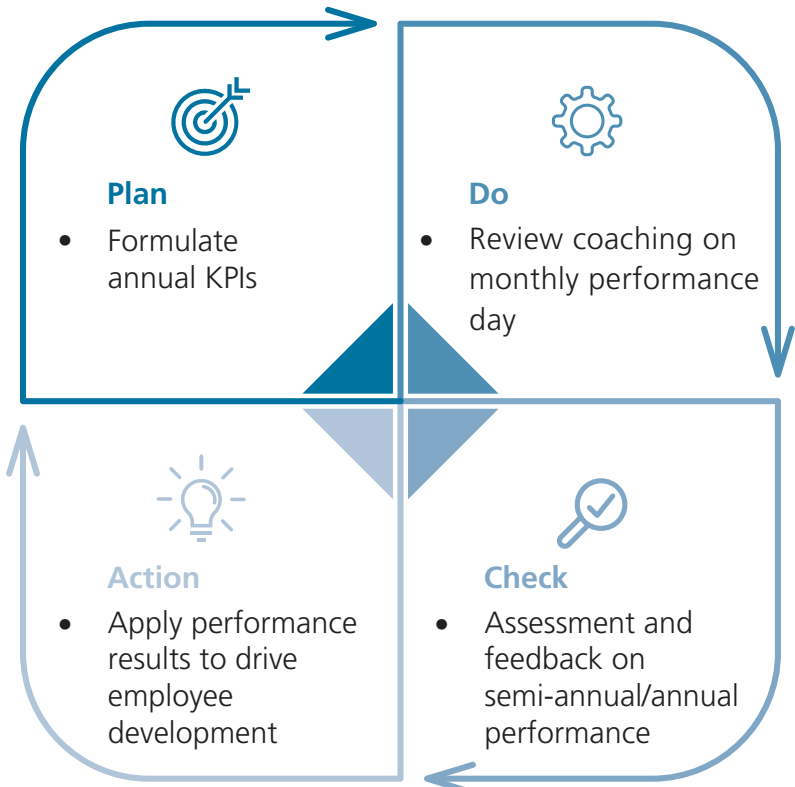 Plan
• Formulate
annual KPIs
Do
• Review coaching on
monthly performance
day
Action
• Apply performance
results to drive
employee
development
Check
• Assessment and
feedback on
semi-annual/annual
performance